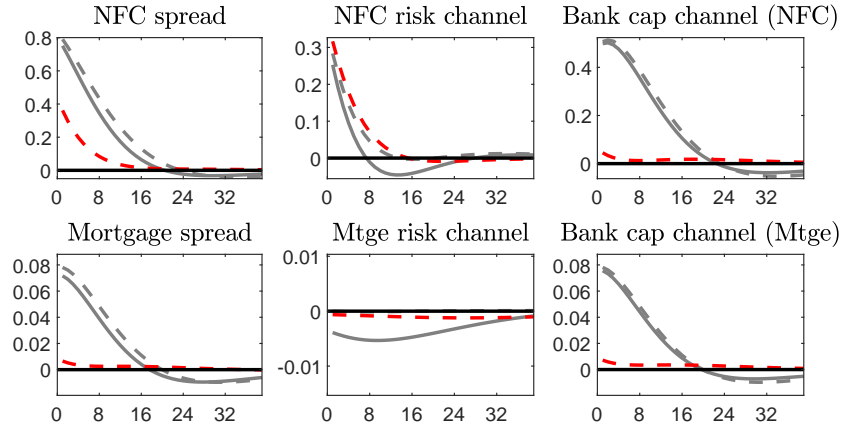 NFC spread
0.8
0.6
0.4
0.2
0
0 8 16 24 32
NFC risk channel
0.3
0.2
0.1
0
0 8 16 24 32
Bank cap channel (NFC)
0.4
0.2
0
0 8 16 24 32
Mortgage spread
0.08
0.06
0.04
0.02
0
0 8 16 24 32
Mtge risk channel
0.01
0
-0.01
0 8 16 24 32
Bank cap channel (Mtge)
0.08
0.06
0.04
0.02
0
0 8 16 24 32